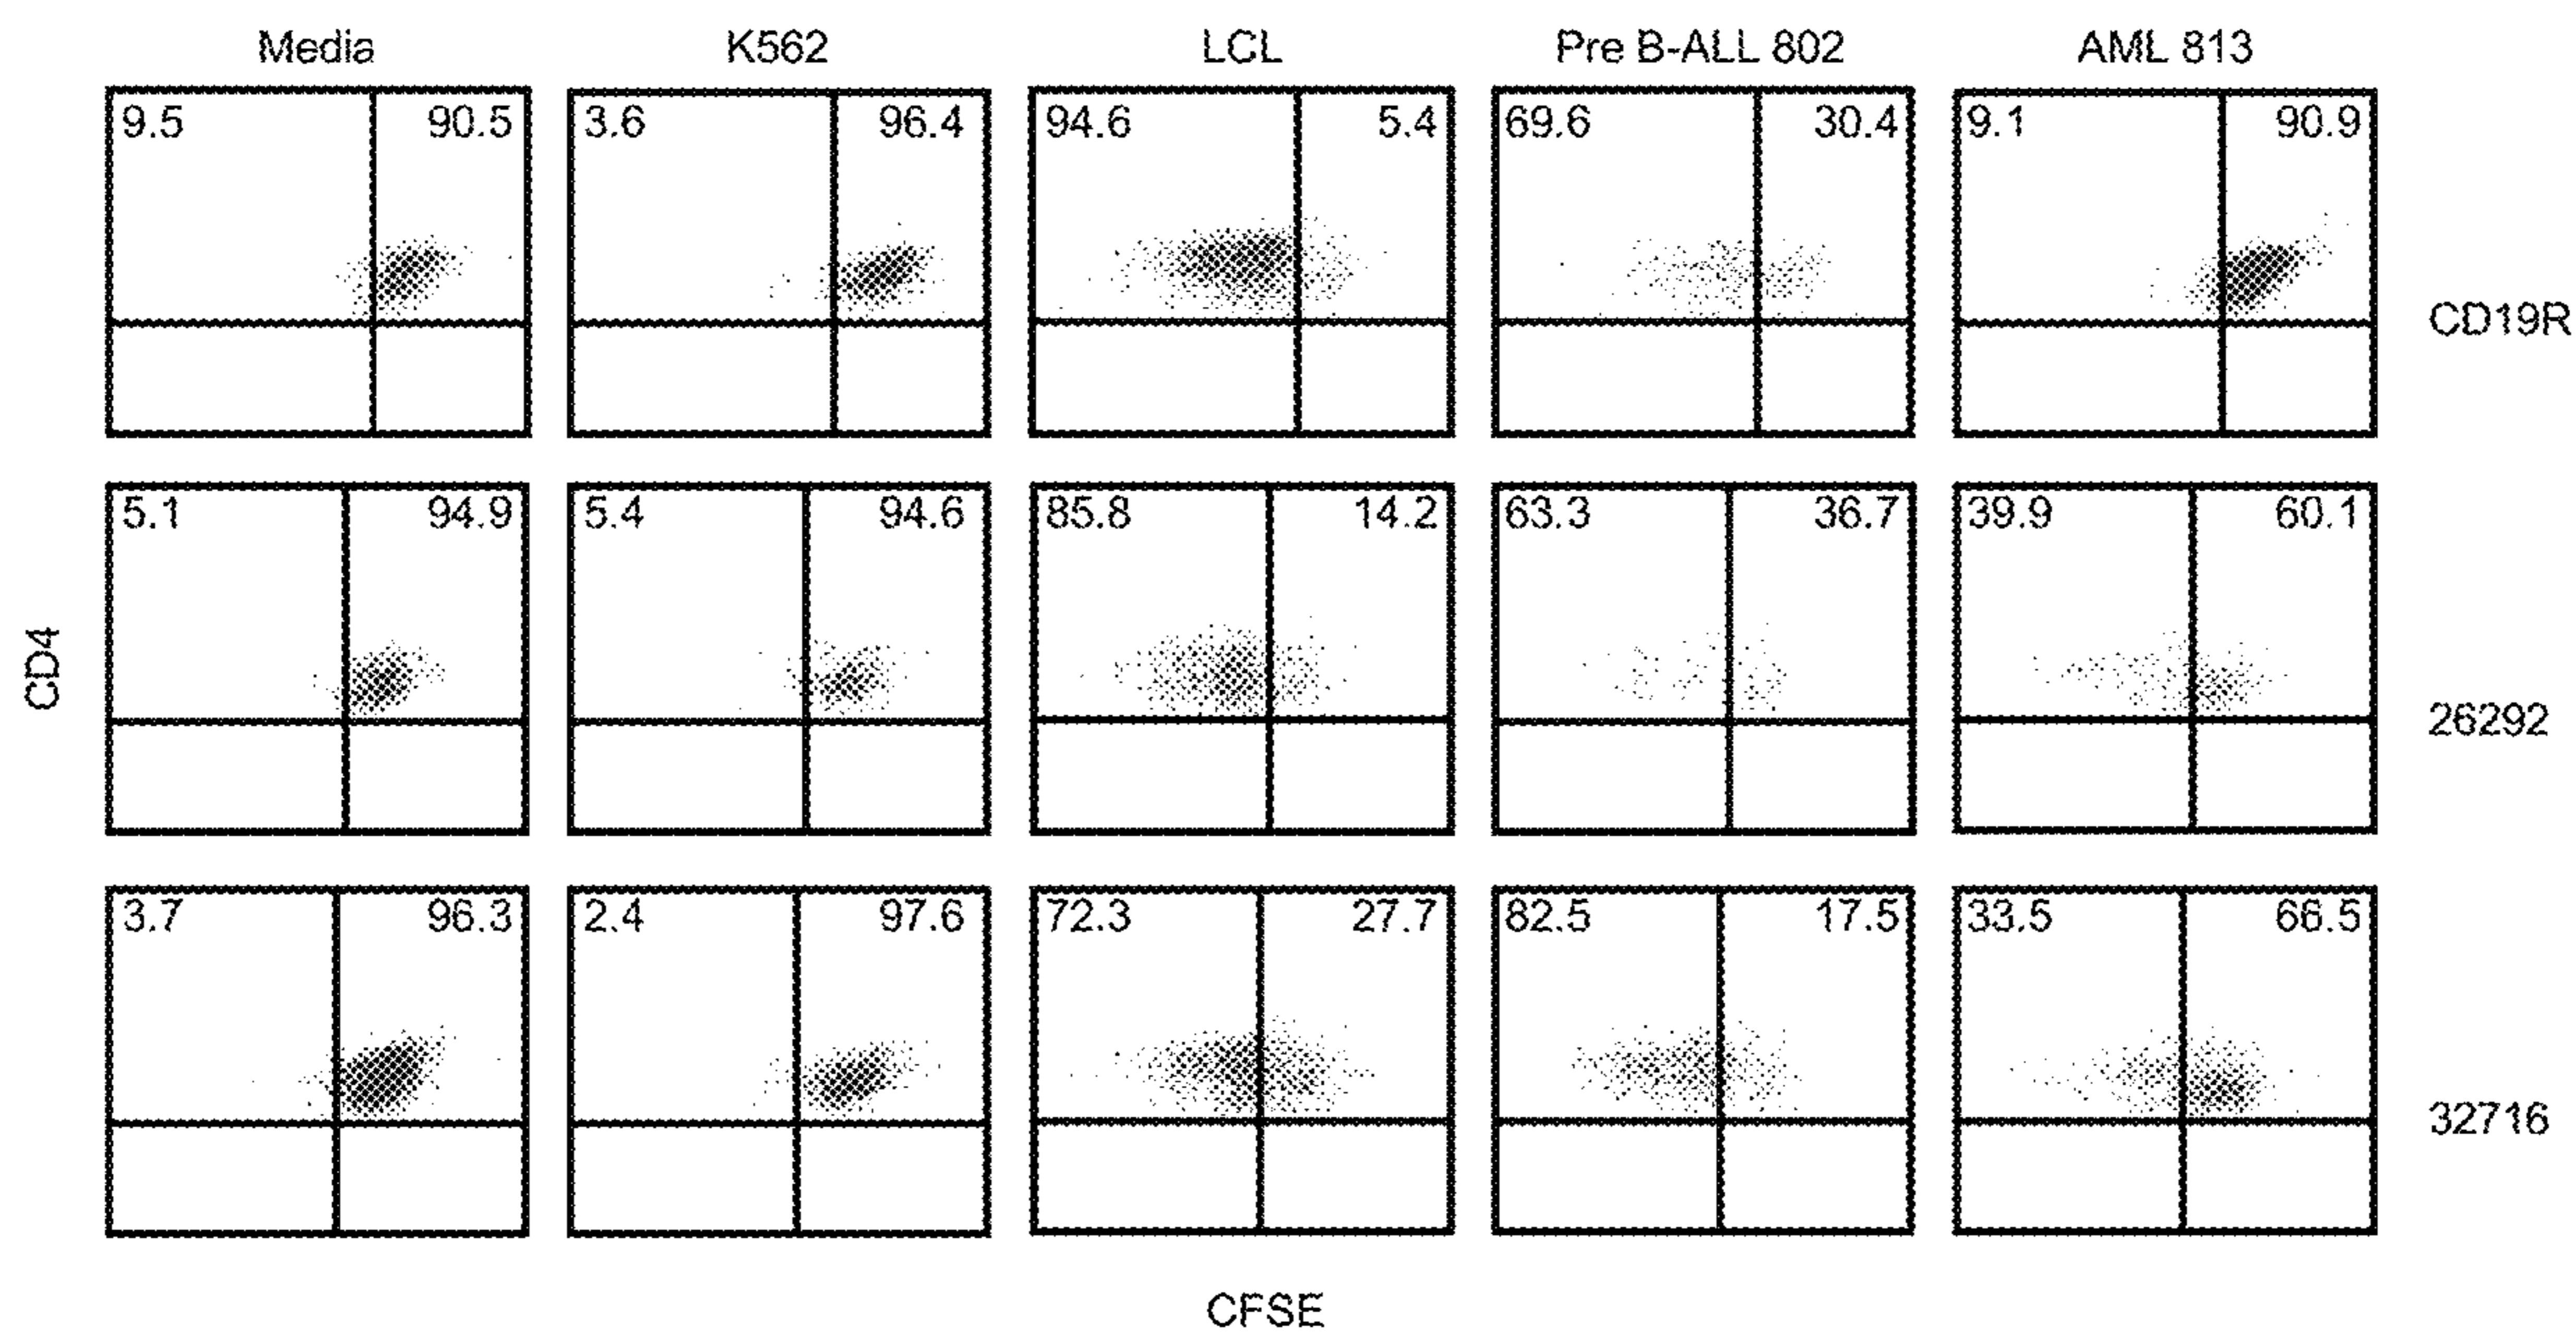 Media K562 LCL Pre B-ALL 802 AML 813
9.5 90.5 3.6 96.4 94.6 5.4 69.6 30.4 9.1 90.9
CD19R
5.1 94.9 5.4 94.6 85.8 14.2 63.3 36.7 39.9 60.1
CD4
26292
3.7 96.3 2.4 97.6 72.3 27.7 82.5 17.5 33.5 66.5
32716
CFSE